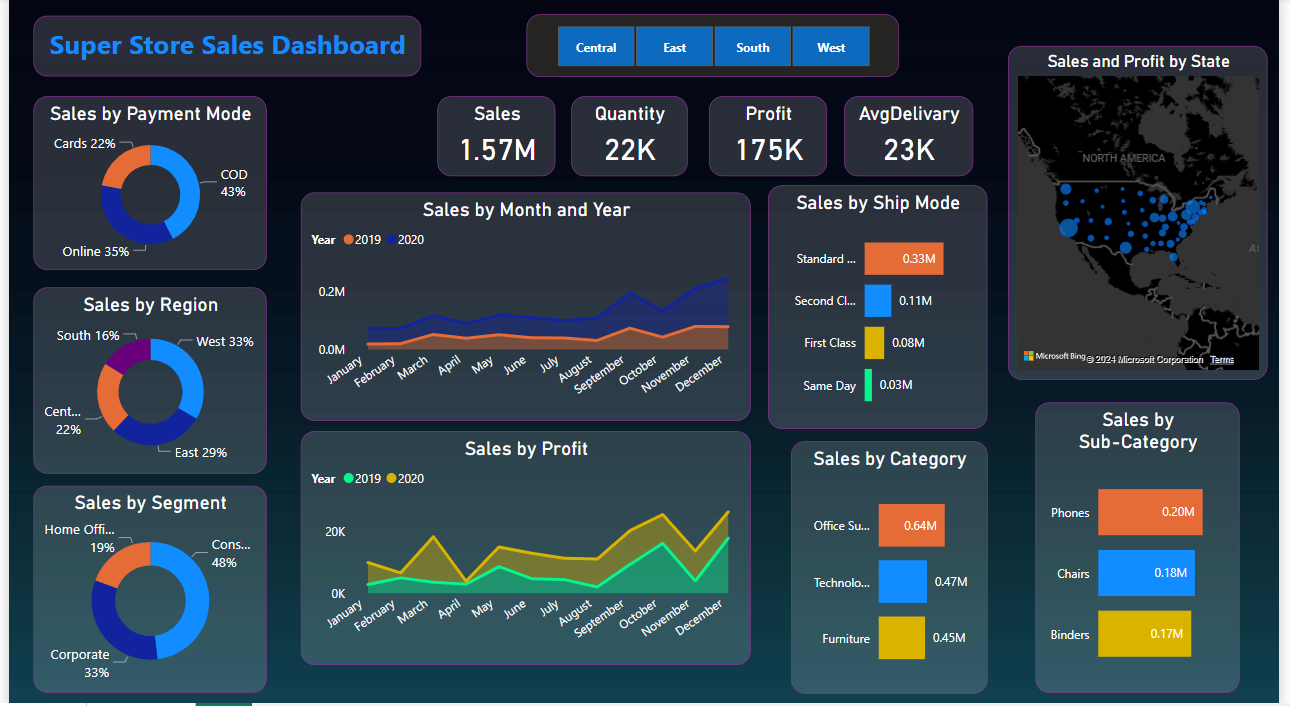 Super Store Sales Dashboard
Central
East
South
West
Sales by Payment Mode
Cards 22%
COD
43%
Online 35%
Sales by Region
South 16%
West 33%
Cent...
22%
East 29%
Sales by Segment
Home Offi...
19%
Cons...
48%
Corporate
33%
Sales
1.57M
Quantity
22K
Profit
175K
AvgDelivary
23K
Sales by Month and Year
Year 2019 2020
0.2M
0.0M
January
February
March
April
May
June
July
August
September
October
November
December
Sales by Profit
Year 2019 2020
20K
0K
January
February
March
April
May
June
July
August
September
October
November
December
Sales by Ship Mode
Standard ... 0.33M
Second Cl... 0.11M
First Class 0.08M
Same Day 0.03M
Sales by Category
Office Su... 0.64M
Technolo... 0.47M
Furniture 0.45M
Sales and Profit by State
NORTH AMERICA
Microsoft Bing
© 2024 Microsoft Corporation Terms
Sales by
Sub-Category
Phones 0.20M
Chairs 0.18M
Binders 0.17M